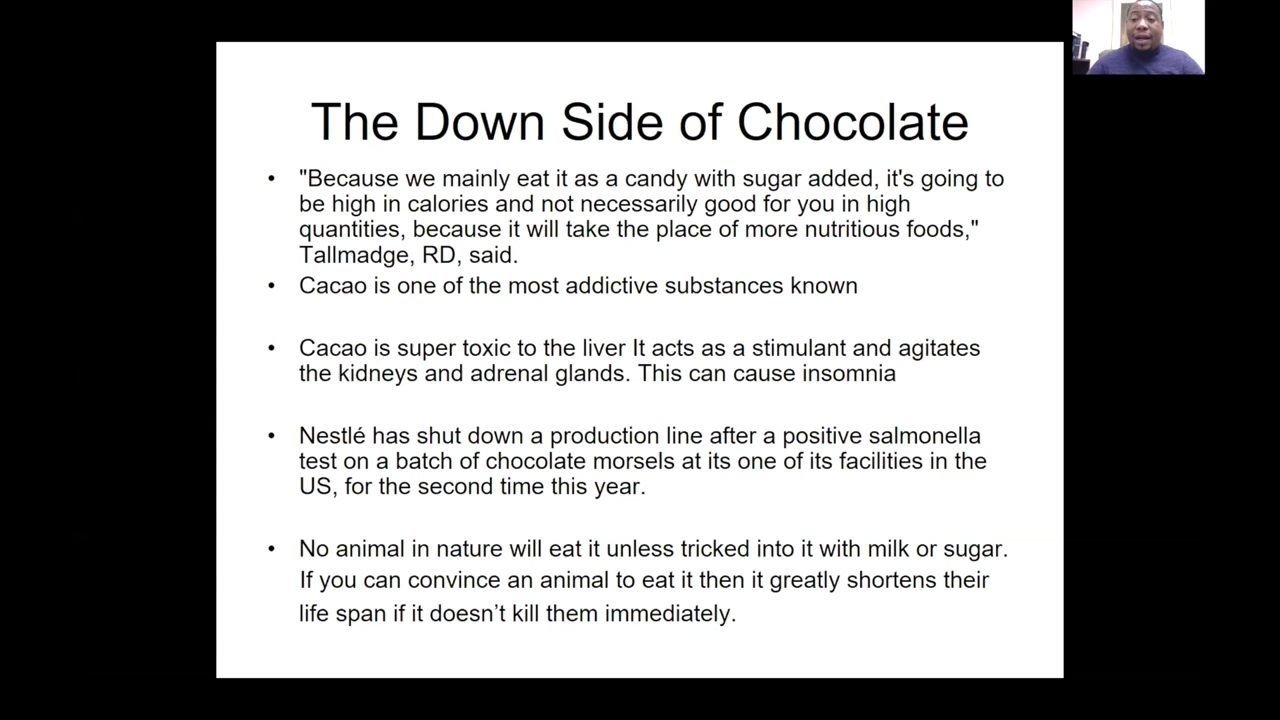 The Down Side of Chocolate
• "Because we mainly eat it as a candy with sugar added, it's going to
be high in calories and not necessarily good for you in high
quantities, because it will take the place of more nutritious foods,"
Tallmadge, RD, said.
• Cacao is one of the most addictive substances known
• Cacao is super toxic to the liver It acts as a stimulant and agitates
the kidneys and adrenal glands. This can cause insomnia
• Nestlé has shut down a production line after a positive salmonella
test on a batch of chocolate morsels at its one of its facilities in the
US, for the second time this year.
• No animal in nature will eat it unless tricked into it with milk or sugar.
If you can convince an animal to eat it then it greatly shortens their
life span if it doesn’t kill them immediately.